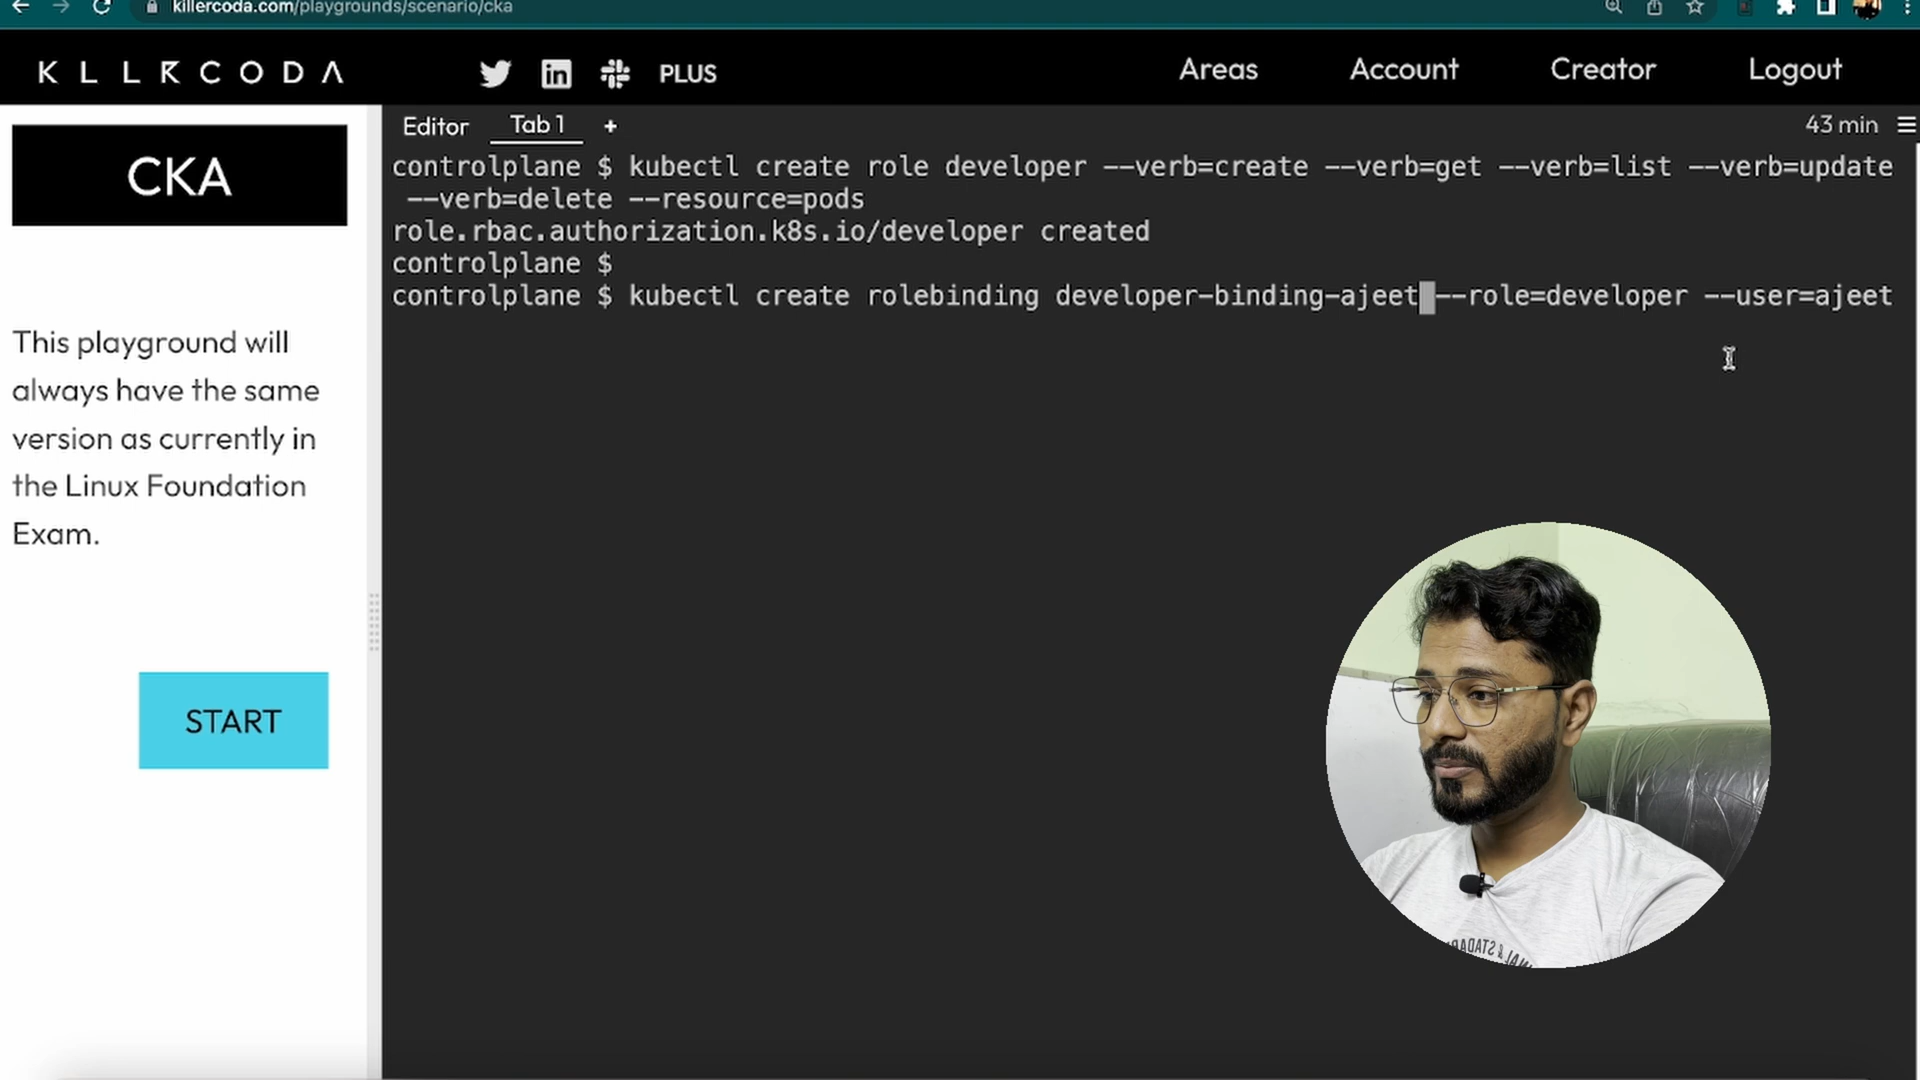 killercoda.com/playgrounds/scenario/cka
KLLRCODA
PLUS
Areas
Account
Creator
Logout
CKA
Editor
Tab 1
+
43 min
controlplane $ kubectl create role developer --verb=create --verb=get --verb=list --verb=update
--verb=delete --resource=pods
role.rbac.authorization.k8s.io/developer created
controlplane $
controlplane $ kubectl create rolebinding developer-binding-ajeet --role=developer --user=ajeet
This playground will
always have the same
version as currently in
the Linux Foundation
Exam.
START